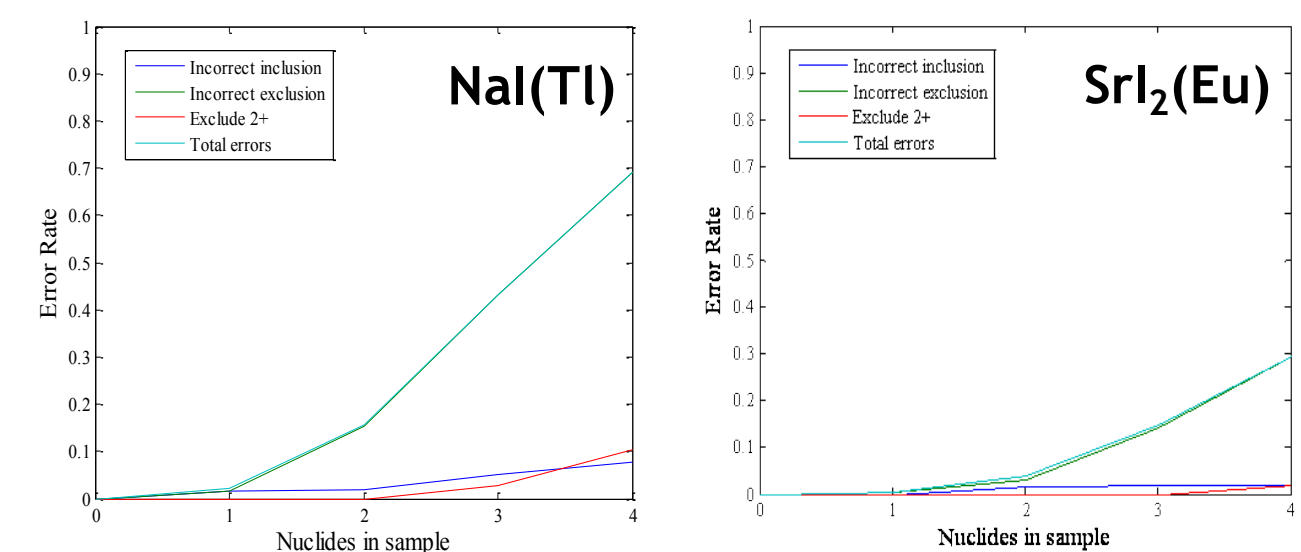 NaI(Tl)
Incorrect inclusion
Incorrect exclusion
Exclude 2+
Total errors
1
0.9
0.8
0.7
0.6
0.5
0.4
0.3
0.2
0.1
0
Error Rate
0 1 2 3 4
Nuclides in sample
SrI₂(Eu)
Incorrect inclusion
Incorrect exclusion
Exclude 2+
Total errors
1
0.9
0.8
0.7
0.6
0.5
0.4
0.3
0.2
0.1
0
Error Rate
0 1 2 3 4
Nuclides in sample